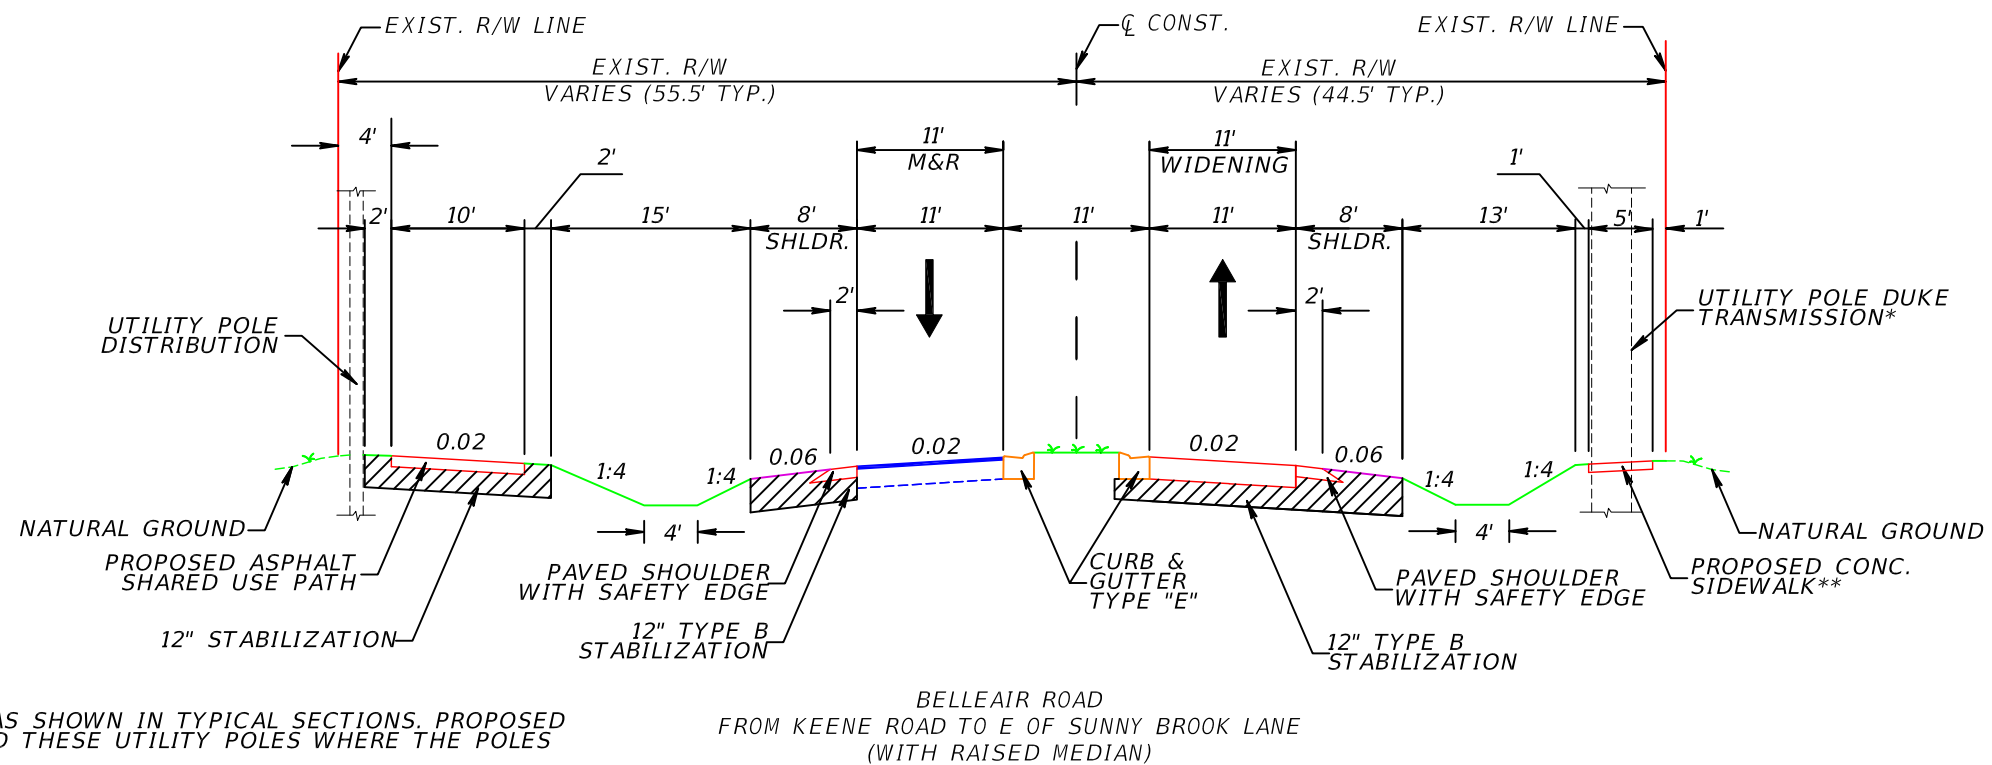 EXIST. R/W LINE
℄ CONST.
EXIST. R/W LINE
EXIST. R/W
VARIES (55.5' TYP.)
EXIST. R/W
VARIES (44.5' TYP.)
4'
2'
11'
M&R
11'
WIDENING
1'
2'
10'
15'
8'
SHLDR.
11'
11'
11'
8'
SHLDR.
13'
5'
1'
2'
2'
UTILITY POLE
DISTRIBUTION
UTILITY POLE DUKE
TRANSMISSION*
0.02
1:4
1:4
0.06
0.02
0.02
0.06
1:4
1:4
NATURAL GROUND
4'
4'
NATURAL GROUND
PROPOSED ASPHALT
SHARED USE PATH
PAVED SHOULDER
WITH SAFETY EDGE
CURB &
GUTTER
TYPE "E"
PAVED SHOULDER
WITH SAFETY EDGE
PROPOSED CONC.
SIDEWALK**
12" STABILIZATION
12" TYPE B
STABILIZATION
12" TYPE B
STABILIZATION
AS SHOWN IN TYPICAL SECTIONS. PROPOSED
THESE UTILITY POLES WHERE THE POLES
BELLEAIR ROAD
FROM KEENE ROAD TO E OF SUNNY BROOK LANE
(WITH RAISED MEDIAN)